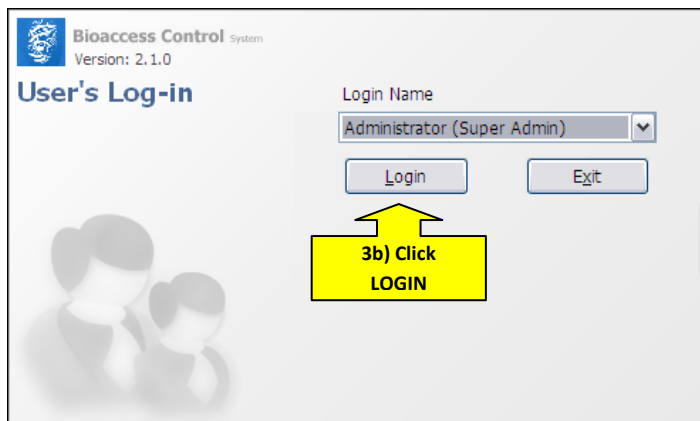 Bioaccess Control System
Version: 2.1.0
User's Log-in
Login Name
Administrator (Super Admin)
Login
Exit
3b) Click
LOGIN